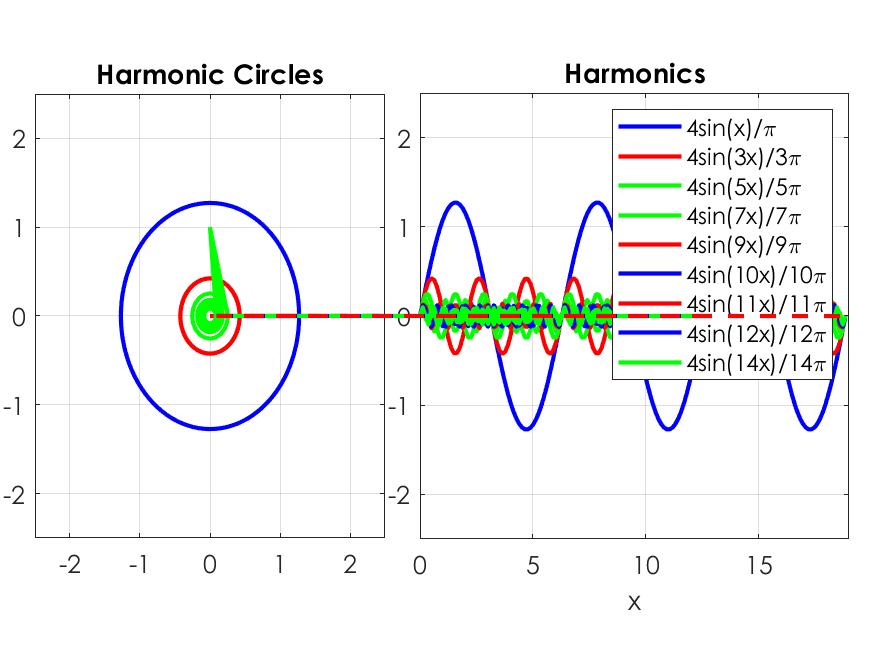 Harmonic Circles
2
1
0
-1
-2
-2
-1
0
1
2
Harmonics
4sin(x)/π
4sin(3x)/3π
4sin(5x)/5π
4sin(7x)/7π
4sin(9x)/9π
4sin(10x)/10π
4sin(11x)/11π
4sin(12x)/12π
4sin(14x)/14π
2
1
0
-1
-2
0
5
10
15
x